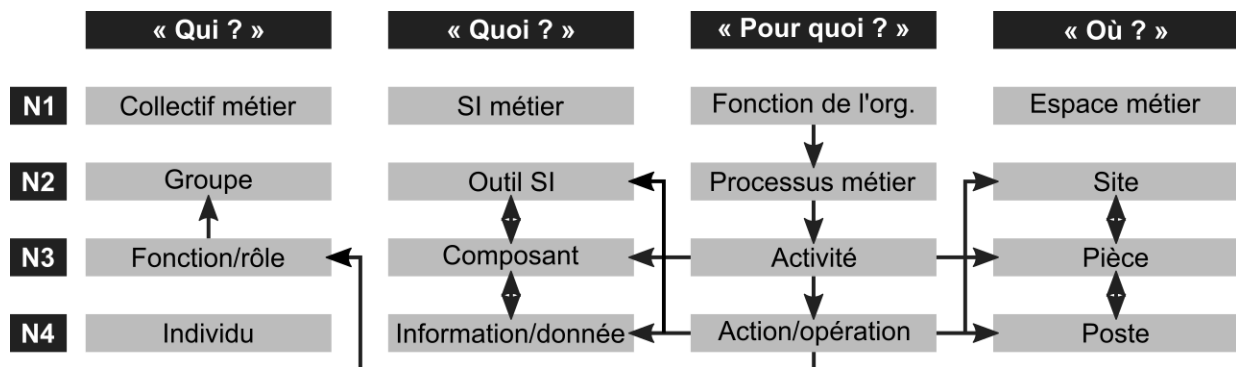 « Qui ? » « Quoi ? » « Pour quoi ? » « Où ? »
N1 Collectif métier SI métier Fonction de l'org. Espace métier
N2 Groupe Outil SI Processus métier Site
N3 Fonction/rôle Composant Activité Pièce
N4 Individu Information/donnée Action/opération Poste